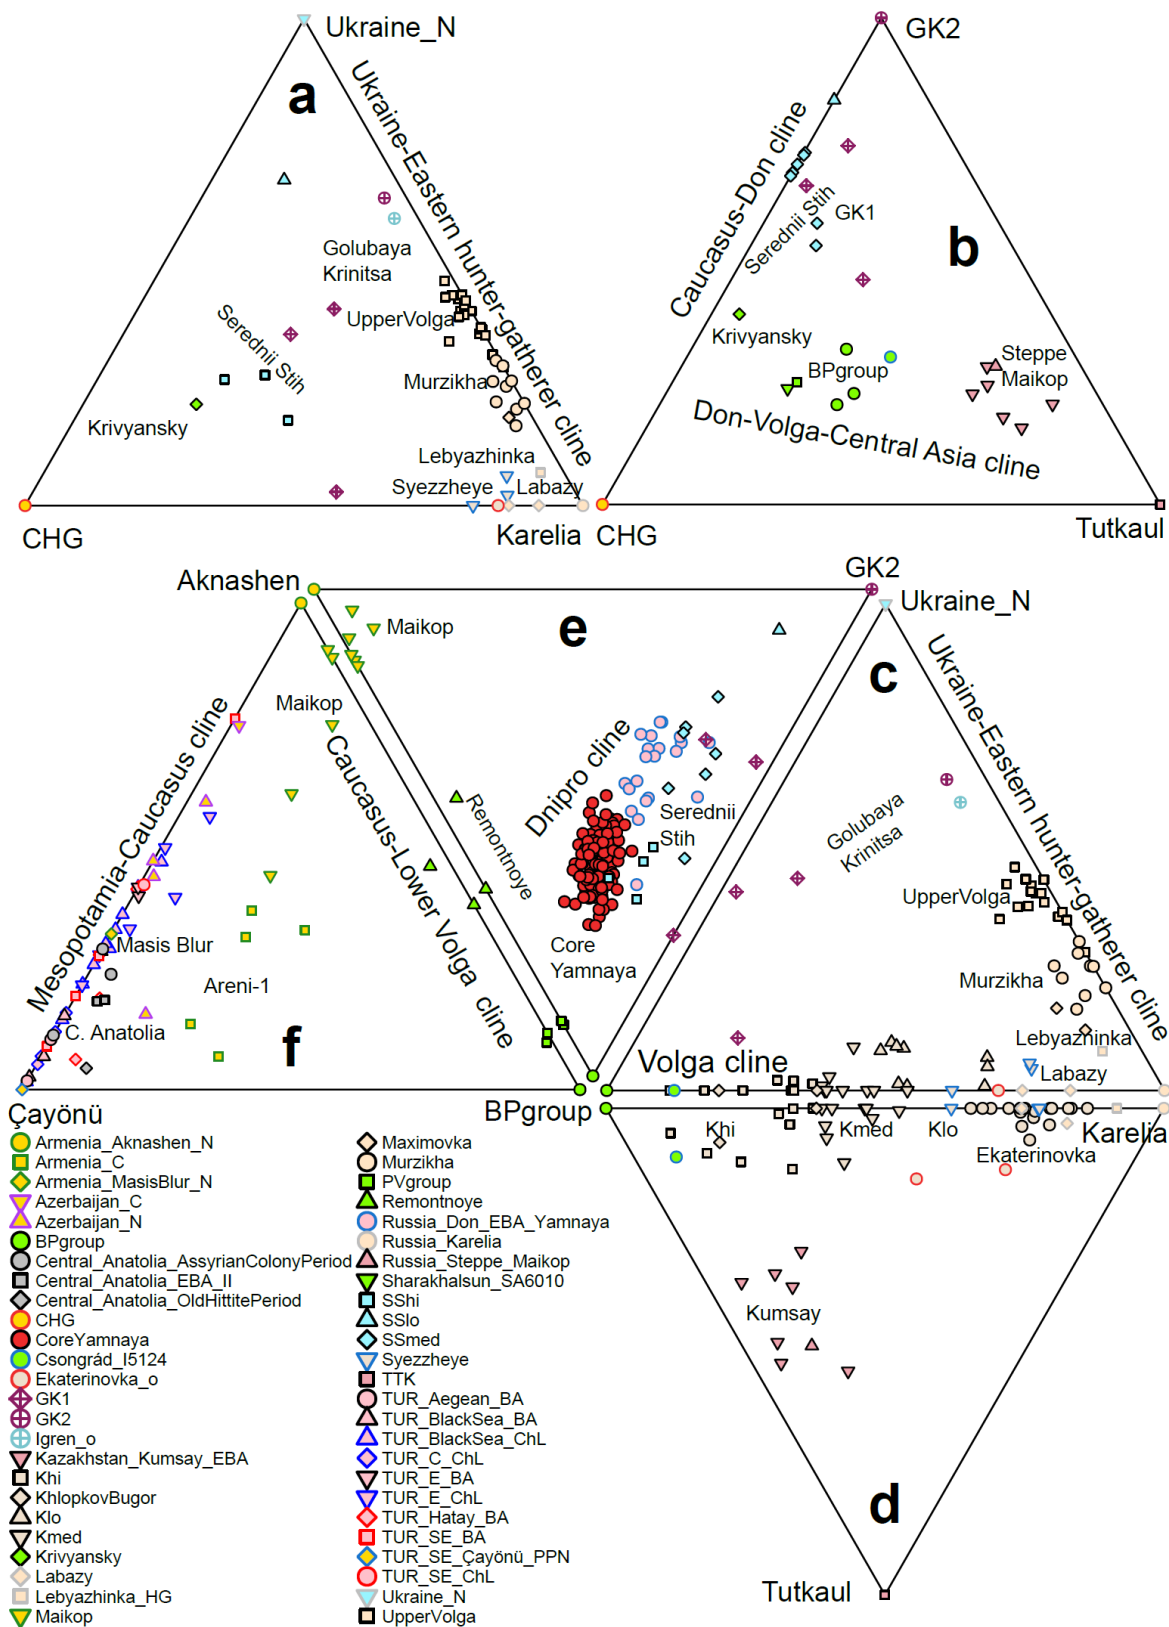 Ukraine_N
GK2
a
Ukraine-Eastern hunter-gatherer cline
Caucasus-Don cline
Golubaya
Krinitsa
Serednii Stih
GK1
b
Serednii Stih
UpperVolga
Krivyansky
Steppe
Maikop
BPgroup
Murzikha
Krivyansky
Don-Volga-Central Asia cline
Lebyazhinka
Syezzheye
Labazy
CHG
Karelia
CHG
Tutkaul
Aknashen
GK2
Ukraine_N
Maikop
e
c
Maikop
Mesopotamia-Caucasus cline
Caucasus-Lower Volga cline
Remontnoye
Dnipro cline
Serednii
Stih
Golubaya
Krinitsa
Ukraine-Eastern hunter-gatherer cline
UpperVolga
Masis Blur
Core
Yamnaya
Areni-1
Murzikha
C. Anatolia
f
Lebyazhinka
Volga cline
Labazy
Çayönü
BPgroup
Karelia
Khi
Kmed
Klo
Ekaterinovka
Kumsay
d
Tutkaul
Armenia_Aknashen_N
Armenia_C
Armenia_MasisBlur_N
Azerbaijan_C
Azerbaijan_N
BPgroup
Central_Anatolia_AssyrianColonyPeriod
Central_Anatolia_EBA_II
Central_Anatolia_OldHittitePeriod
CHG
CoreYamnaya
Csongrád_I5124
Ekaterinovka_o
GK1
GK2
Igren_o
Kazakhstan_Kumsay_EBA
Khi
KhlopkovBugor
Klo
Kmed
Krivyansky
Labazy
Lebyazhinka_HG
Maikop
Maximovka
Murzikha
PVgroup
Remontnoye
Russia_Don_EBA_Yamnaya
Russia_Karelia
Russia_Steppe_Maikop
Sharakhalsun_SA6010
SShi
SSlo
SSmed
Syezzheye
TTK
TUR_Aegean_BA
TUR_BlackSea_BA
TUR_BlackSea_ChL
TUR_C_ChL
TUR_E_BA
TUR_E_ChL
TUR_Hatay_BA
TUR_SE_BA
TUR_SE_Çayönü_PPN
TUR_SE_ChL
Ukraine_N
UpperVolga